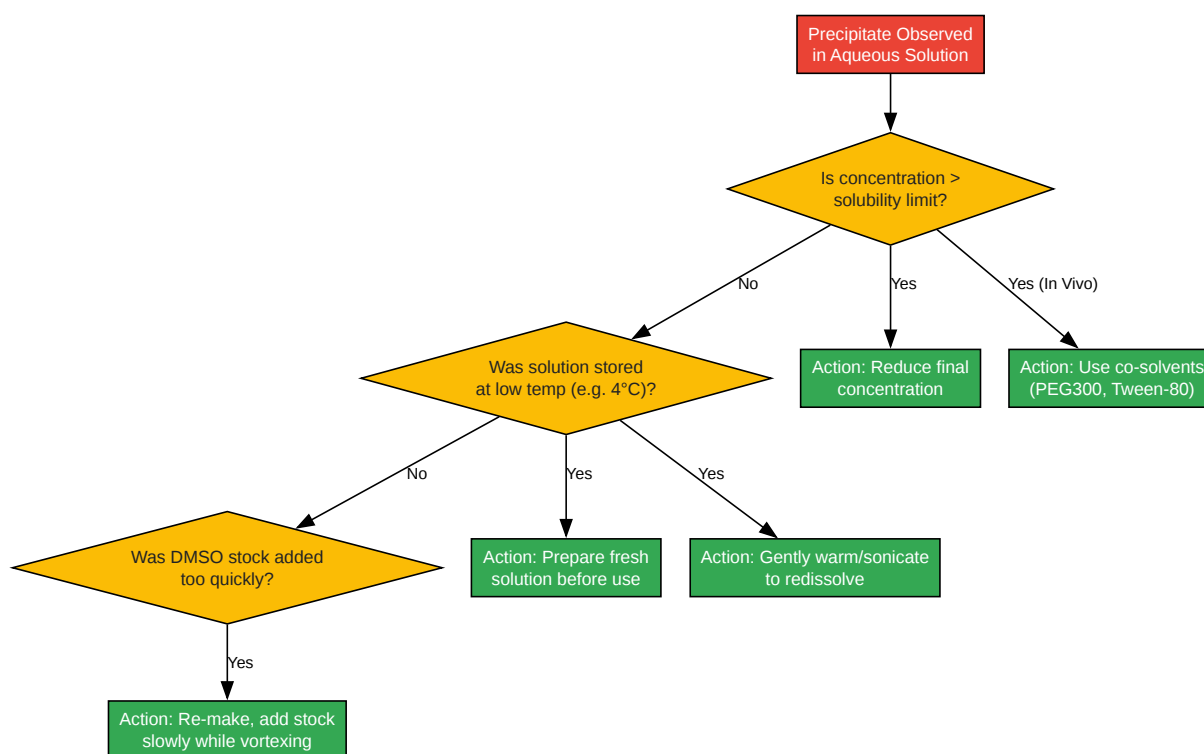 Precipitate Observed
in Aqueous Solution
Is concentration >
solubility limit?
No
Yes
Yes (In Vivo)
Was solution stored
at low temp (e.g. 4°C)?
Action: Reduce final
concentration
Action: Use co-solvents
(PEG300, Tween-80)
No
Yes
Yes
Was DMSO stock added
too quickly?
Action: Prepare fresh
solution before use
Action: Gently warm/sonicate
to redissolve
Yes
Action: Re-make, add stock
slowly while vortexing